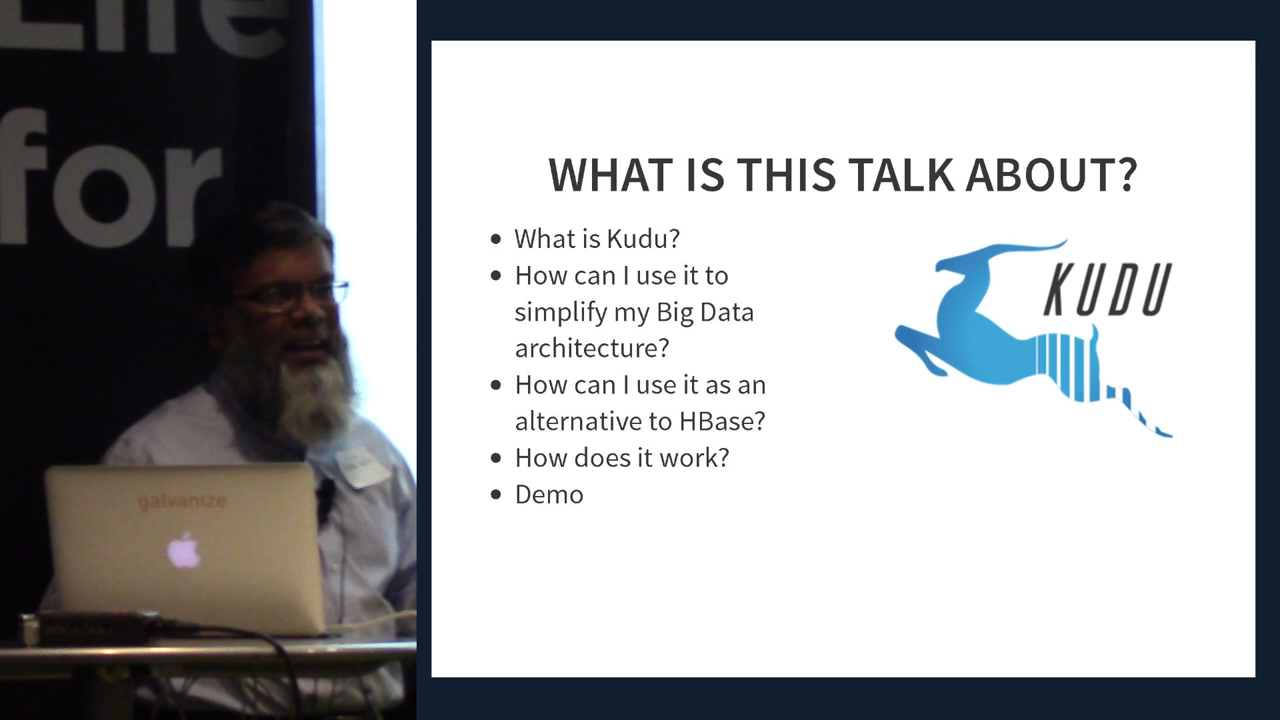 Life
for
galvanize
WHAT IS THIS TALK ABOUT?
• What is Kudu?
• How can I use it to
simplify my Big Data
architecture?
• How can I use it as an
alternative to HBase?
• How does it work?
• Demo
KUDU